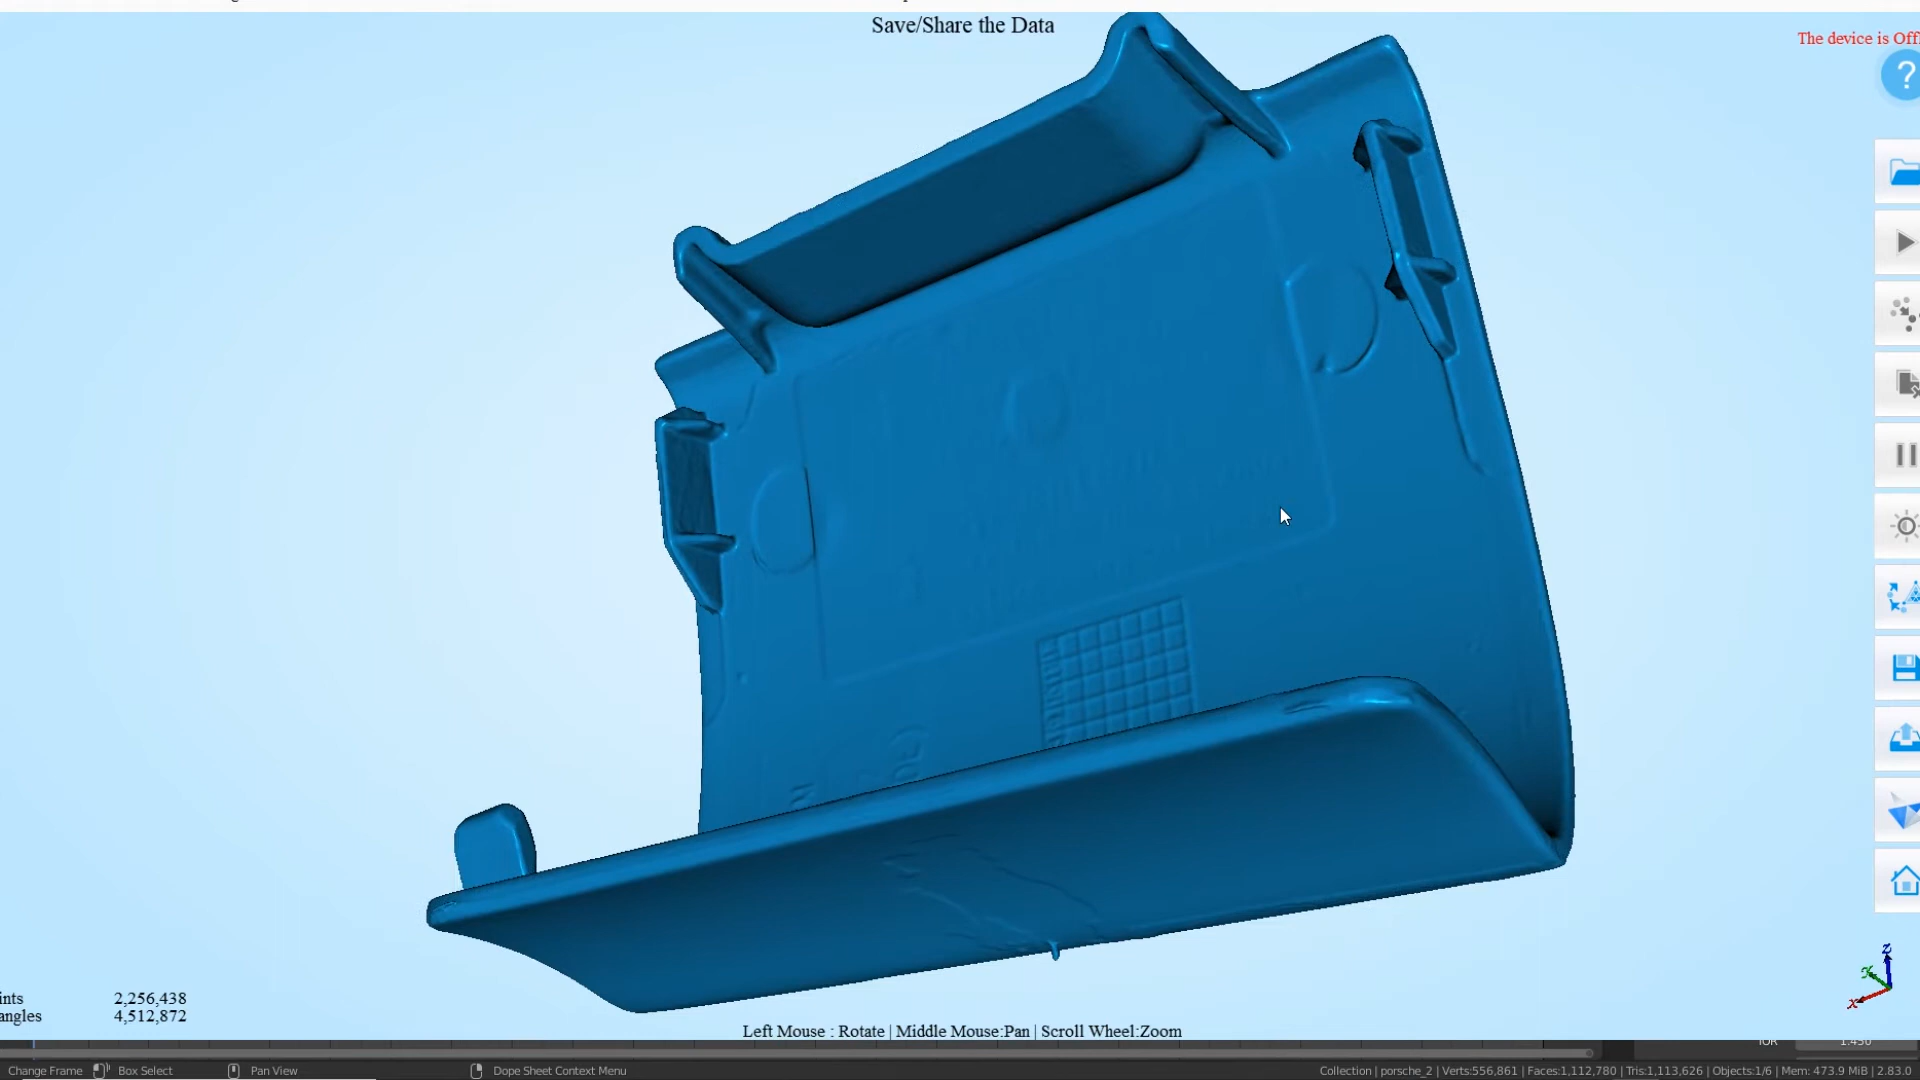 Save/Share the Data
The device is Off
?
ints 2,256,438
angles 4,512,872
z
x
x
Left Mouse : Rotate | Middle Mouse:Pan | Scroll Wheel:Zoom
IOR 1.450
Change Frame Box Select Pan View Dope Sheet Context Menu Collection | porsche_2 | Verts:556,861 | Faces:1,112,780 | Tris:1,113,626 | Objects:1/6 | Mem: 473.9 MiB | 2.83.0